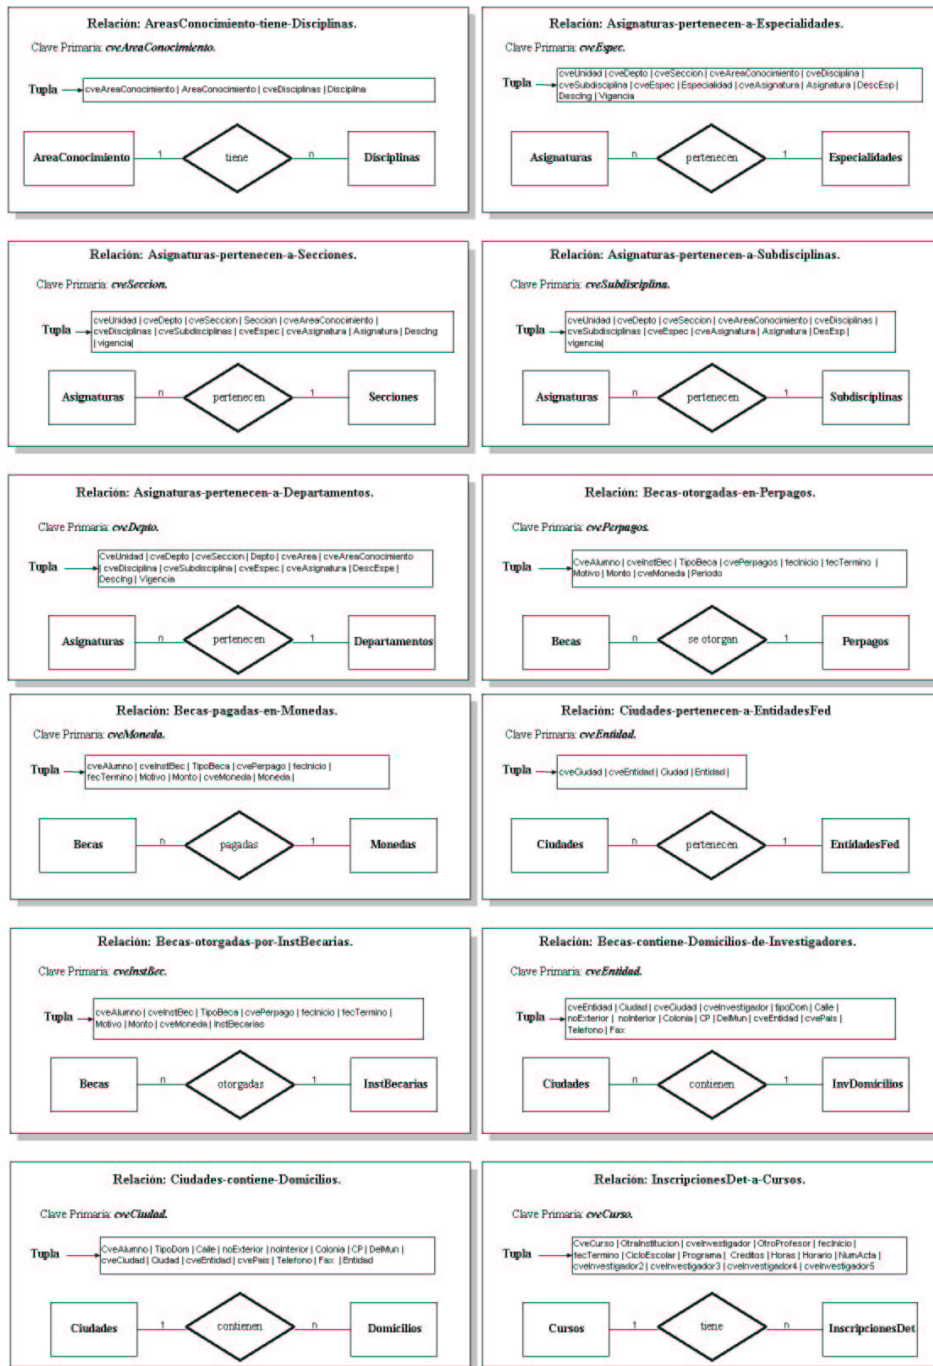 Relación: AreasConocimiento-tiene-Disciplinas.
Clave Primaria: cveAreaConocimiento.
Tupla
cveAreaConocimiento | AreaConocimiento | cveDisciplinas | Disciplina
AreaConocimiento 1 tiene n Disciplinas
Relación: Asignaturas-pertenecen-a-Especialidades.
Clave Primaria: cveEspec.
Tupla
cveUnidad | cveDepto | cveSeccion | cveAreaConocimiento | cveDisciplina |
cveSubdisciplina | cveEspec | Especialidad | cveAsignatura | Asignatura | DescEsp |
DescIng | Vigencia
Asignaturas n pertenecen 1 Especialidades
Relación: Asignaturas-pertenecen-a-Secciones.
Clave Primaria: cveSeccion.
Tupla
cveUnidad | cveDepto | cveSeccion | Seccion | cveAreaConocimiento |
cveDisciplinas | cveSubdisciplinas | cveEspec | cveAsignatura | Asignatura | DescIng
| vigencia|
Asignaturas n pertenecen 1 Secciones
Relación: Asignaturas-pertenecen-a-Subdisciplinas.
Clave Primaria: cveSubdisciplina.
Tupla
cveUnidad | cveDepto | cveSeccion | cveAreaConocimiento | cveDisciplinas |
cveSubdisciplinas | cveEspec | cveAsignatura | Asignatura | DesEsp |
vigencia|
Asignaturas n pertenecen 1 Subdisciplinas
Relación: Asignaturas-pertenecen-a-Departamentos.
Clave Primaria: cveDepto.
Tupla
CveUnidad | cveDepto | cveSeccion | Depto | cveArea | cveAreaConocimiento
| cveDisciplina | cveSubdisciplina | cveEspec | cveAsignatura | DescEspe |
DescIng | Vigencia
Asignaturas n pertenecen 1 Departamentos
Relación: Becas-otorgadas-en-Perpagos.
Clave Primaria: cvePerpagos.
Tupla
CveAlumno | cveInstBec | TipoBeca | cvePerpagos | fecInicio | fecTermino |
Motivo | Monto | cveMoneda | Periodo
Becas n se otorgan 1 Perpagos
Relación: Becas-pagadas-en-Monedas.
Clave Primaria: cveMoneda.
Tupla
cveAlumno | cveInstBec | TipoBeca | cvePerpago | fecInicio |
fecTermino | Motivo | Monto | cveMoneda | Moneda |
Becas n pagadas 1 Monedas
Relación: Ciudades-pertenecen-a-EntidadesFed
Clave Primaria: cveEntidad.
Tupla
cveCiudad | cveEntidad | Ciudad | Entidad |
Ciudades n pertenecen 1 EntidadesFed
Relación: Becas-otorgadas-por-InstBecarias.
Clave Primaria: cveInstBec.
Tupla
cveAlumno | cveInstBec | TipoBeca | cvePerpago | fecInicio | fecTermino |
Motivo | Monto | cveMoneda | InstBecarias
Becas n otorgadas 1 InstBecarias
Relación: Becas-contiene-Domicilios-de-Investigadores.
Clave Primaria: cveEntidad.
Tupla
cveEntidad | Ciudad | cveCiudad | cveInvestigador | tipoDom | Calle |
noExterior | noInterior | Colonia | CP | DelMun | cveEntidad | cvePais |
Telefono | Fax
Ciudades n contienen 1 InvDomicilios
Relación: Ciudades-contiene-Domicilios.
Clave Primaria: cveCiudad.
Tupla
CveAlumno | TipoDom | Calle | noExterior | noInterior | Colonia | CP | DelMun |
cveCiudad | Ciudad | cveEntidad | cvePais | Telefono | Fax | Entidad
Ciudades 1 contienen n Domicilios
Relación: InscripcionesDet-a-Cursos.
Clave Primaria: cveCurso.
Tupla
CveCurso | OtraInstitucion | cveInvestigador | OtroProfesor | fecInicio |
fecTermino | CicloEscolar | Programa | Creditos | Horas | Horario | NumActa |
cveInvestigador2 | cveInvestigador3 | cveInvestigador4 | cveInvestigador5
Cursos 1 tiene n InscripcionesDet